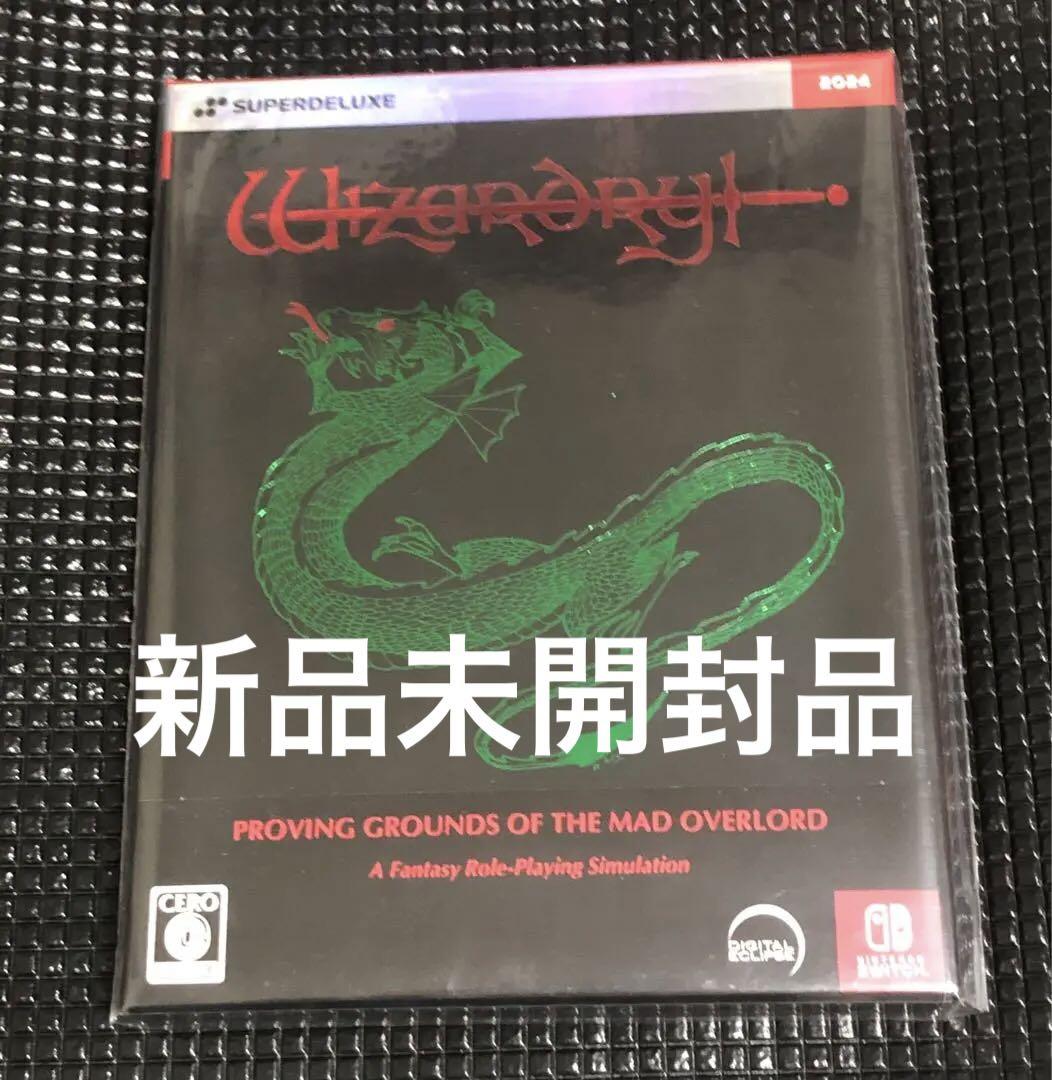 SUPERDELUXE
2024
Wizardry
新品未開封品
PROVING GROUNDS OF THE MAD OVERLORD
A Fantasy Role-Playing Simulation
CERO
DIGITAL
ECLIPSE
NINTENDO
SWITCH